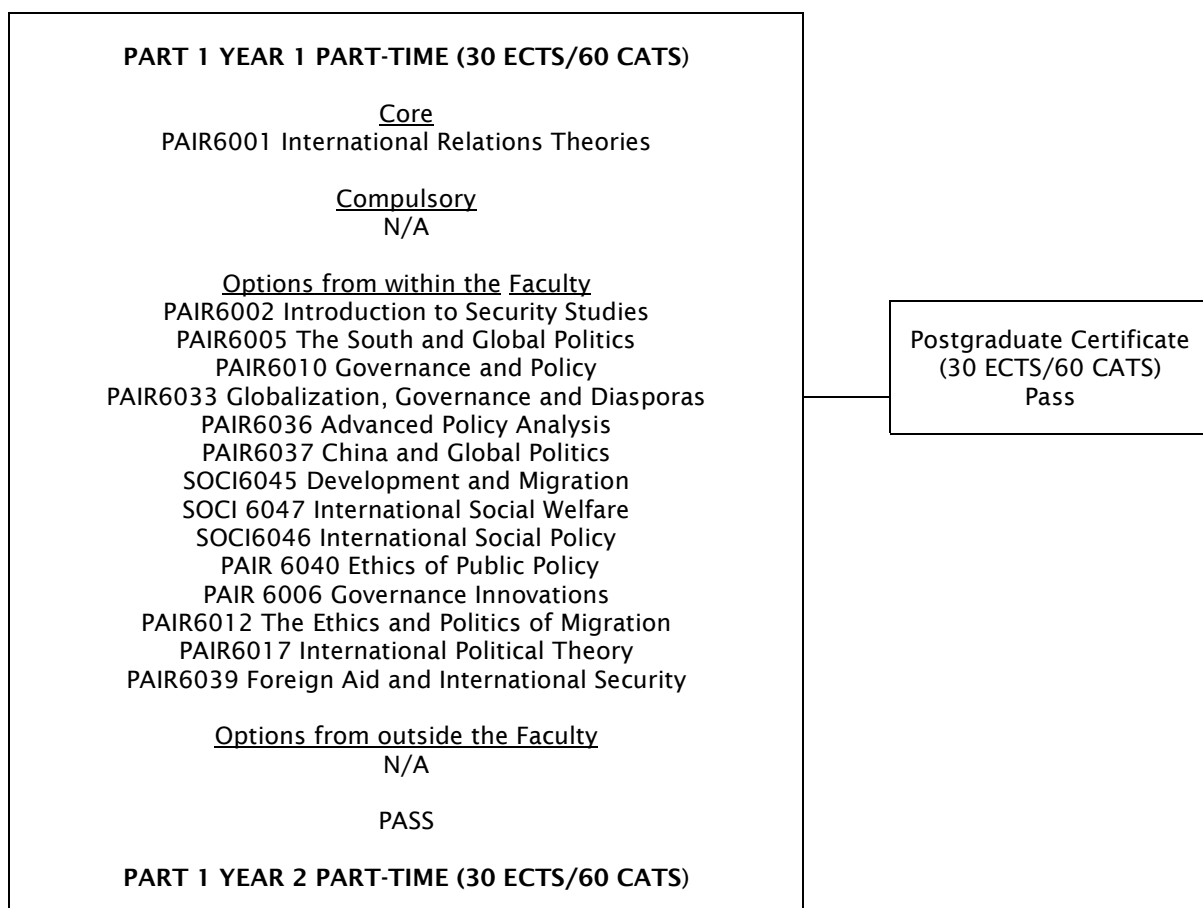 PART 1 YEAR 1 PART-TIME (30 ECTS/60 CATS)
Core
PAIR6001 International Relations Theories
Compulsory
N/A
Options from within the Faculty
PAIR6002 Introduction to Security Studies
PAIR6005 The South and Global Politics
PAIR6010 Governance and Policy
PAIR6033 Globalization, Governance and Diasporas
PAIR6036 Advanced Policy Analysis
PAIR6037 China and Global Politics
SOCI6045 Development and Migration
SOCI 6047 International Social Welfare
SOCI6046 International Social Policy
PAIR 6040 Ethics of Public Policy
PAIR 6006 Governance Innovations
PAIR6012 The Ethics and Politics of Migration
PAIR6017 International Political Theory
PAIR6039 Foreign Aid and International Security
Options from outside the Faculty
N/A
PASS
PART 1 YEAR 2 PART-TIME (30 ECTS/60 CATS)
Postgraduate Certificate
(30 ECTS/60 CATS)
Pass